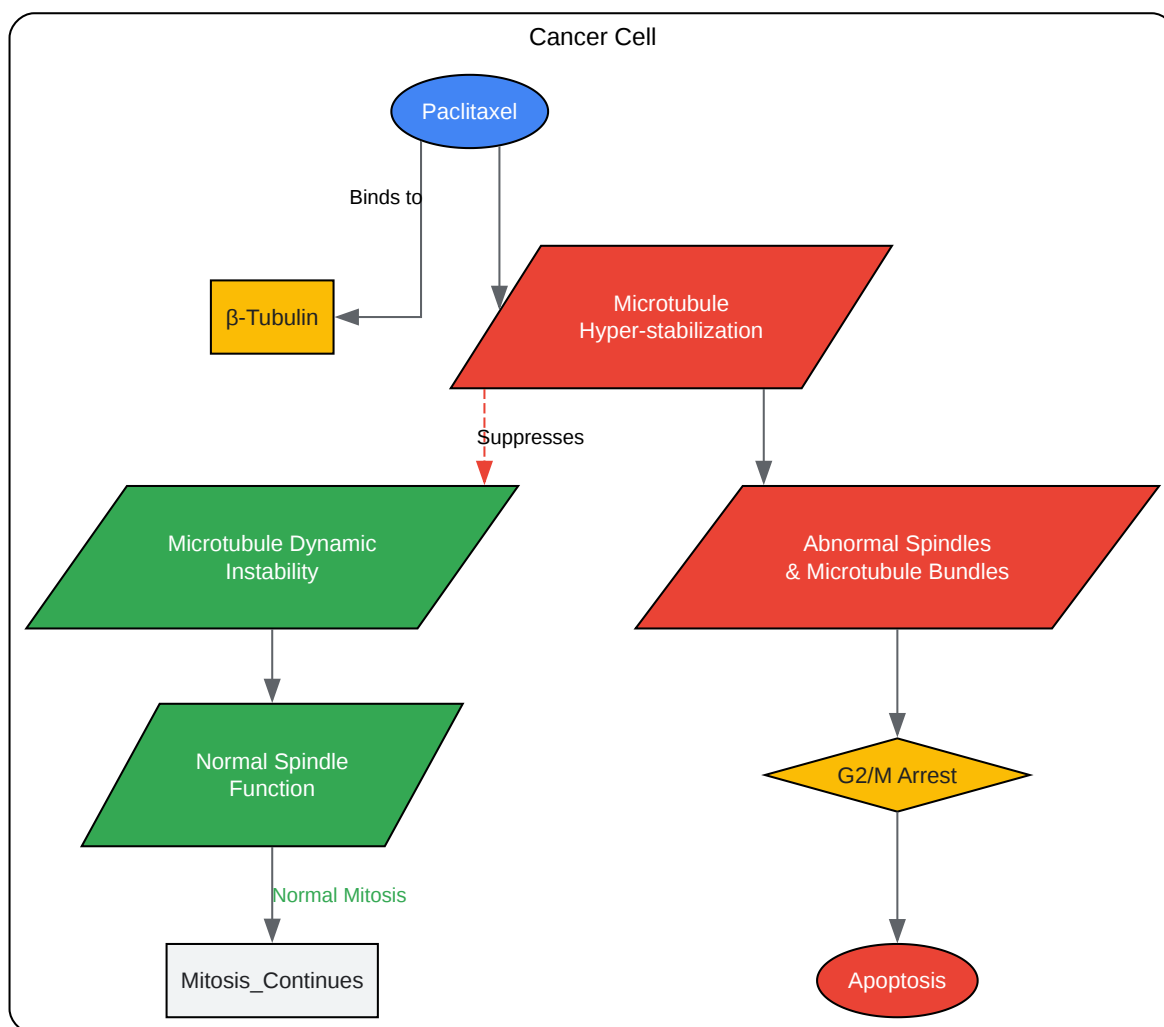 Cancer Cell
Paclitaxel
Binds to
β-Tubulin
Microtubule
Hyper-stabilization
Suppresses
Microtubule Dynamic
Instability
Abnormal Spindles
& Microtubule Bundles
Normal Spindle
Function
G2/M Arrest
Normal Mitosis
Mitosis_Continues
Apoptosis